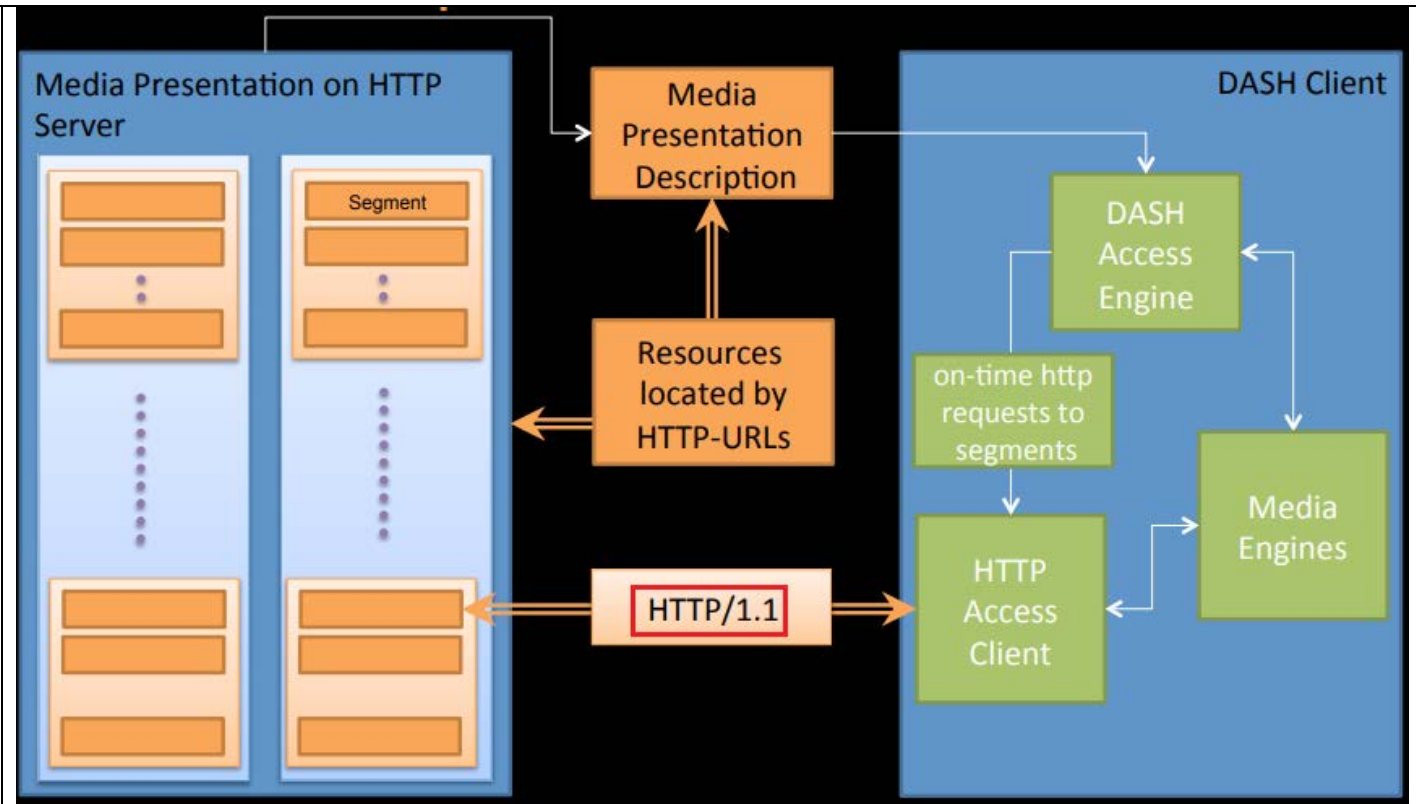 Media Presentation on HTTP
Server
Segment
Media
Presentation
Description
Resources
located by
HTTP-URLs
HTTP/1.1
DASH Client
DASH
Access
Engine
on-time http
requests to
segments
HTTP
Access
Client
Media
Engines